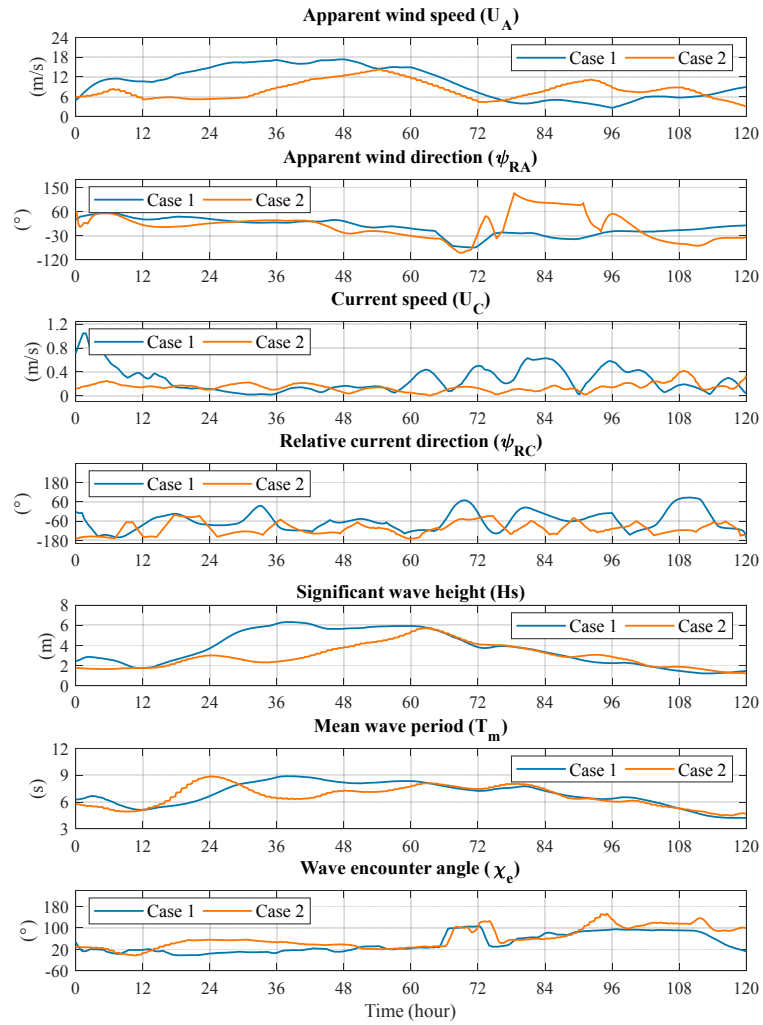 Apparent wind speed (U_A)
24
18
12
6
0
(m/s)
Case 1 Case 2
0 12 24 36 48 60 72 84 96 108 120
Apparent wind direction (ψ_RA)
150
60
-30
-120
(°)
Case 1 Case 2
0 12 24 36 48 60 72 84 96 108 120
Current speed (U_C)
1.2
0.8
0.4
0
(m/s)
Case 1 Case 2
0 12 24 36 48 60 72 84 96 108 120
Relative current direction (ψ_RC)
180
60
-60
-180
(°)
Case 1 Case 2
0 12 24 36 48 60 72 84 96 108 120
Significant wave height (Hs)
8
6
4
2
0
(m)
Case 1 Case 2
0 12 24 36 48 60 72 84 96 108 120
Mean wave period (T_m)
12
9
6
3
(s)
Case 1 Case 2
0 12 24 36 48 60 72 84 96 108 120
Wave encounter angle (χ_e)
180
100
20
-60
(°)
Case 1 Case 2
0 12 24 36 48 60 72 84 96 108 120
Time (hour)